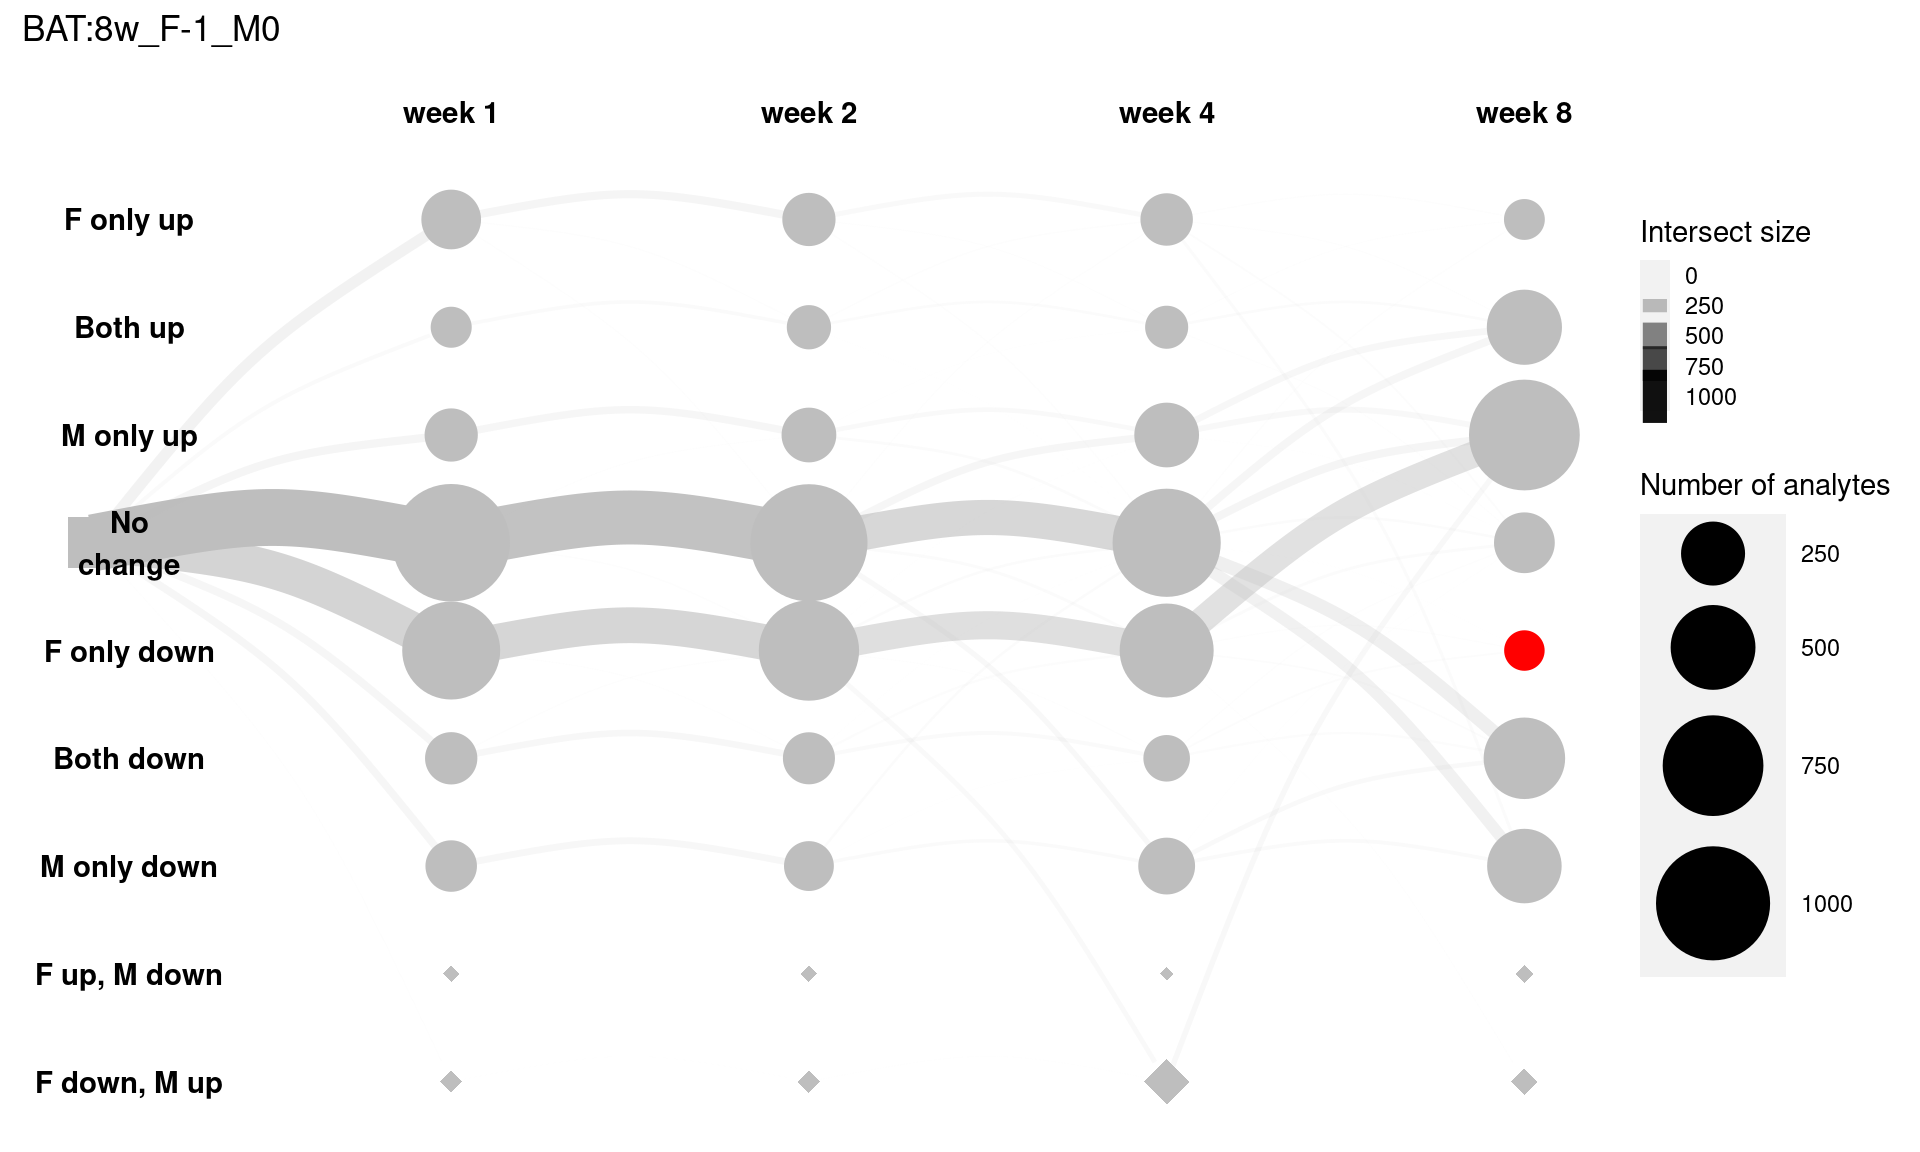 BAT:8w_F-1_M0
week 1 week 2 week 4 week 8
F only up
Both up
M only up
No
change
F only down
Both down
M only down
F up, M down
F down, M up
Intersect size
0
250
500
750
1000
Number of analytes
250
500
750
1000